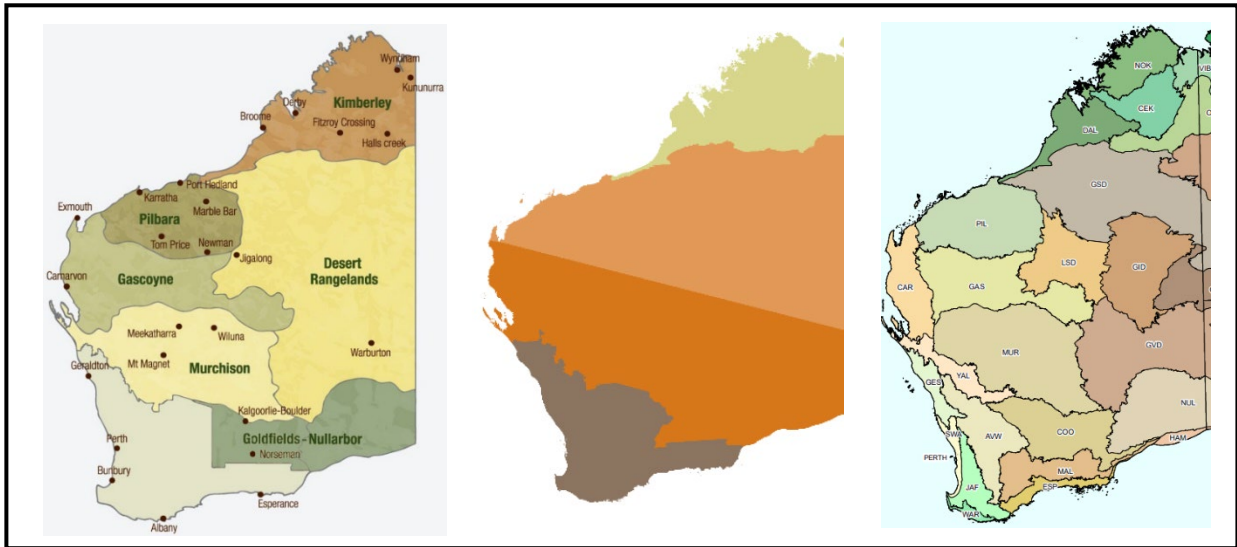 Wyndham
Kununurra
Kimberley
Derby
Broome
Fitzroy Crossing
Halls creek
Port Hedland
Karratha
Marble Bar
Exmouth
Pilbara
Tom Price
Newman
Jigalong
Desert
Rangelands
Gascoyne
Carnarvon
Meekatharra
Wiluna
Warburton
Mt Magnet
Murchison
Geraldton
Kalgoorlie-Boulder
Goldfields-Nullarbor
Norseman
Perth
Bunbury
Esperance
Albany
NOK
VIB
CEK
DAL
GSD
PIL
LSD
GID
CAR
GAS
MUR
GVD
YAL
GES
NUL
COO
HAM
SWA
AVW
PERTH
MAL
JAF
ESP
WAR